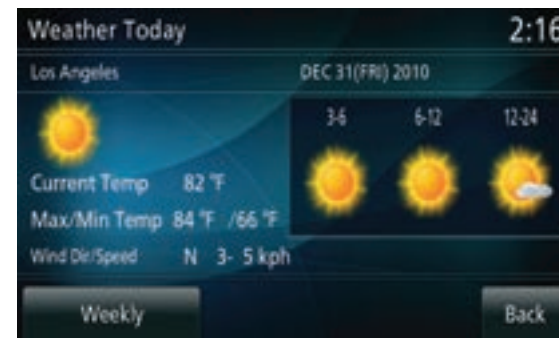 Weather Today 2:16
Los Angeles DEC 31(FRI) 2010
3-6 6-12 12-24
Current Temp 82 °F
Max/Min Temp 84 °F /66 °F
Wind Dir/Speed N 3- 5 kph
Weekly Back